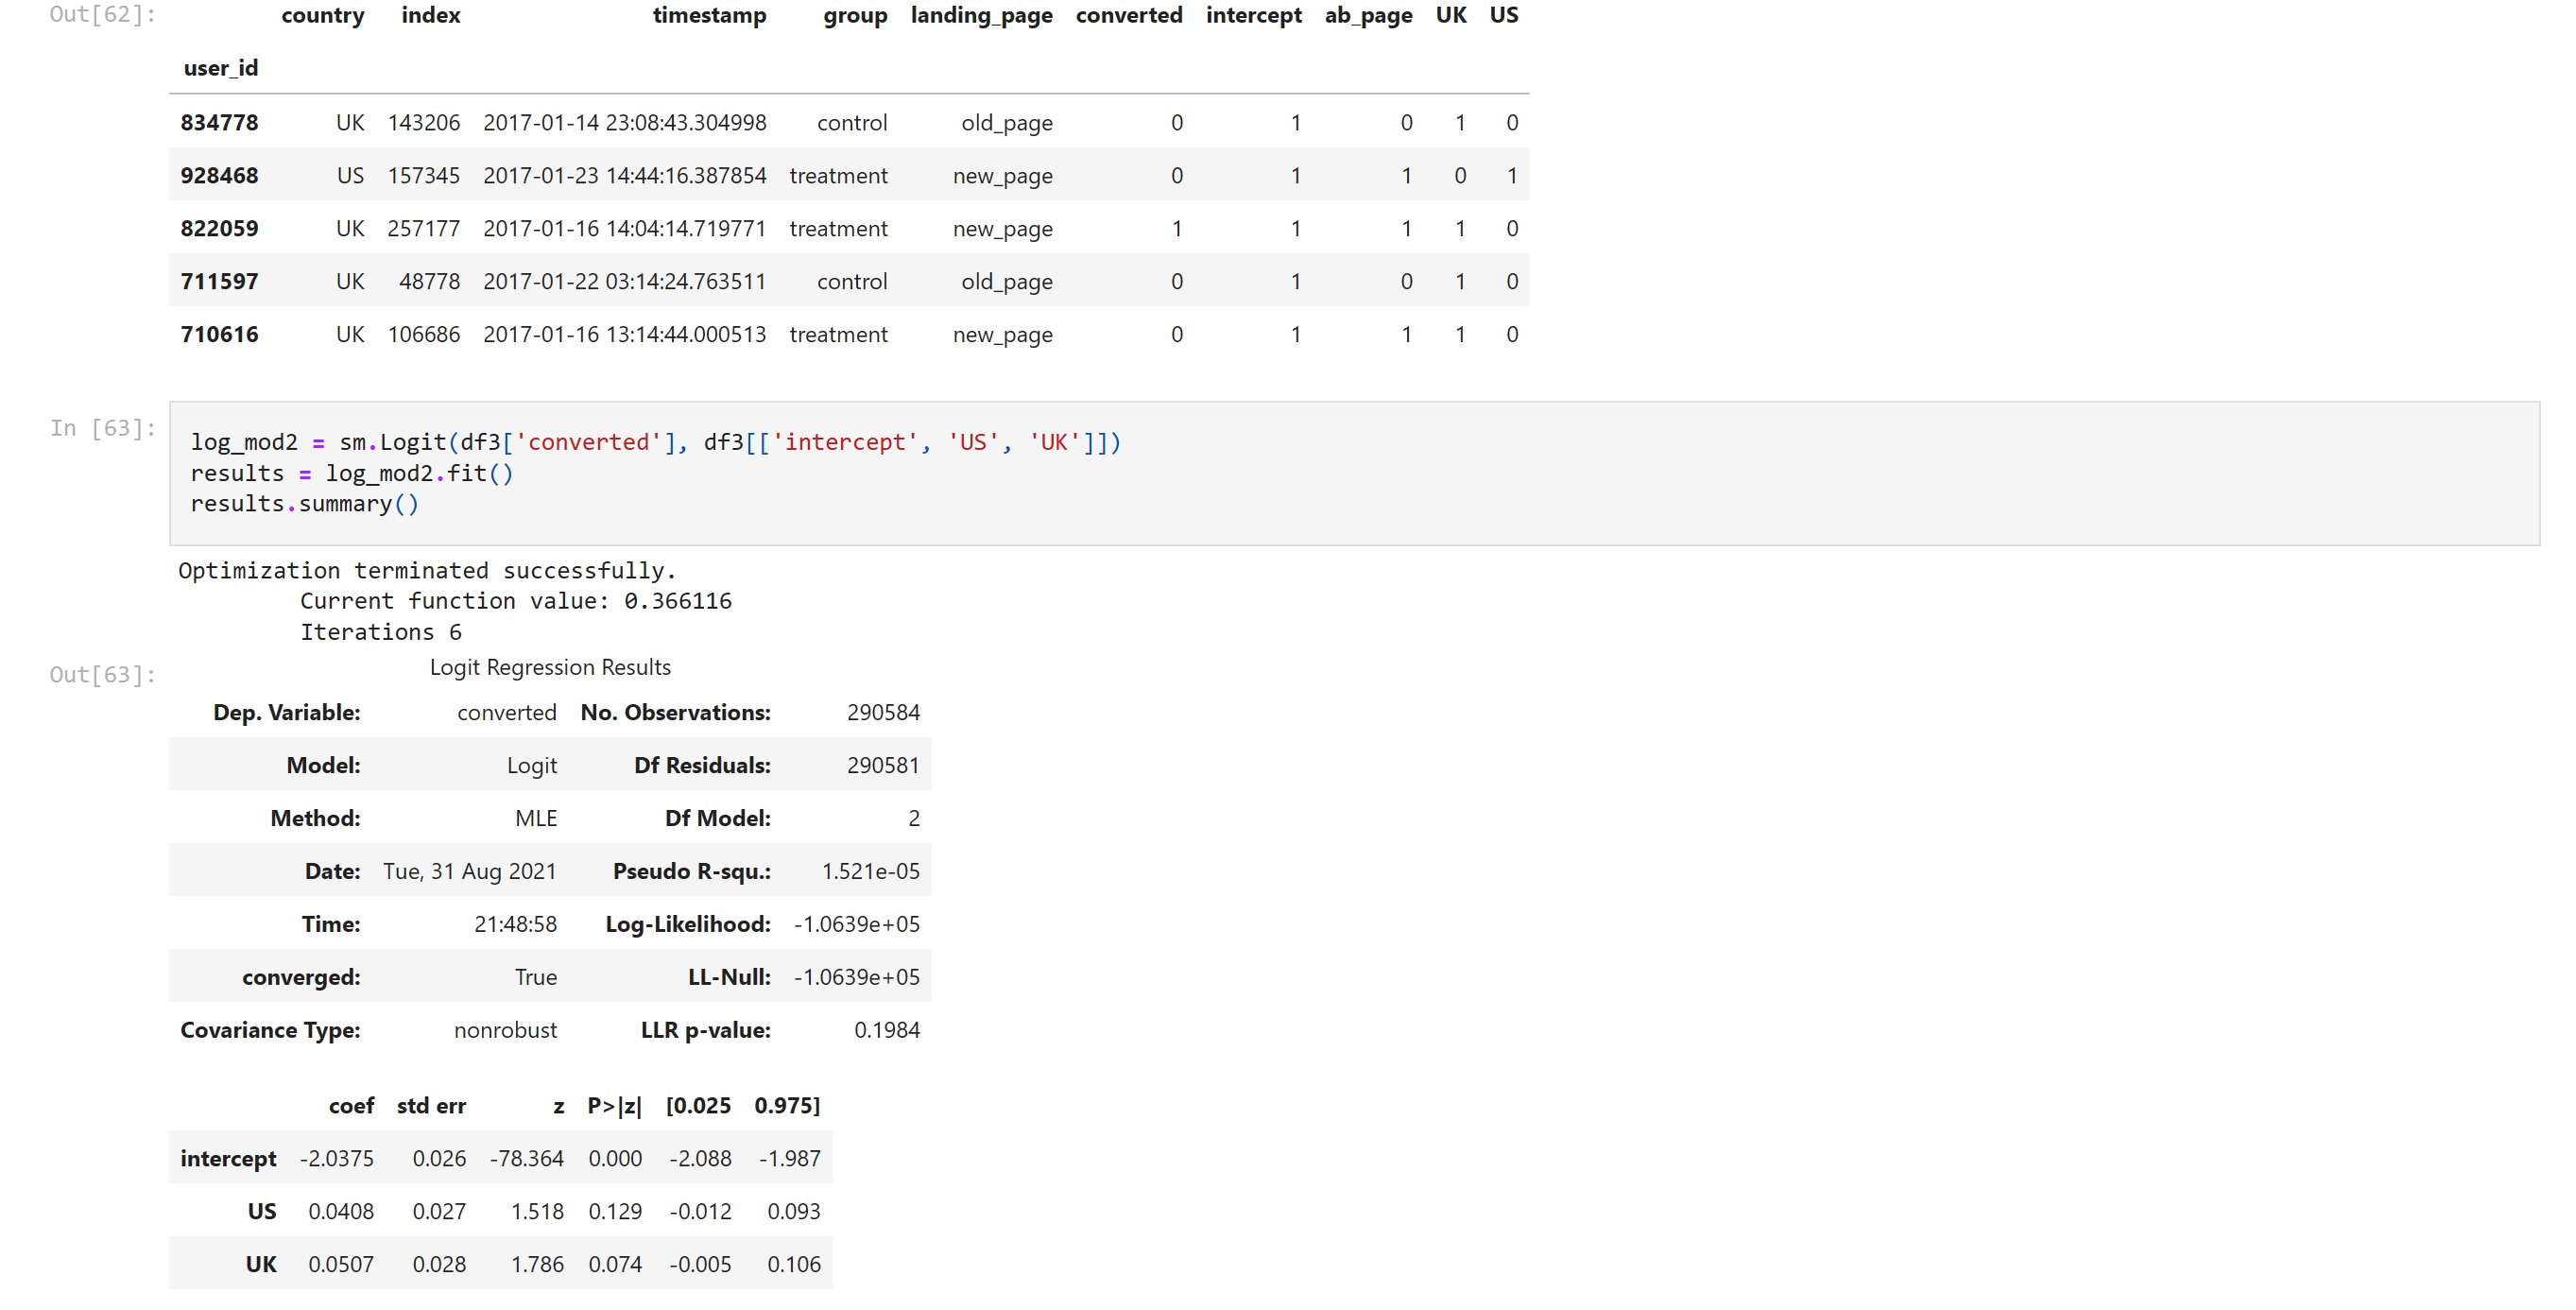 Out[62]: country index timestamp group landing_page converted intercept ab_page UK US
user_id
834778 UK 143206 2017-01-14 23:08:43.304998 control old_page 0 1 0 1 0
928468 US 157345 2017-01-23 14:44:16.387854 treatment new_page 0 1 1 0 1
822059 UK 257177 2017-01-16 14:04:14.719771 treatment new_page 1 1 1 1 0
711597 UK 48778 2017-01-22 03:14:24.763511 control old_page 0 1 0 1 0
710616 UK 106686 2017-01-16 13:14:44.000513 treatment new_page 0 1 1 1 0
In [63]: log_mod2 = sm.Logit(df3['converted'], df3[['intercept', 'US', 'UK']])
results = log_mod2.fit()
results.summary()
Optimization terminated successfully.
Current function value: 0.366116
Iterations 6
Out[63]: Logit Regression Results
Dep. Variable: converted No. Observations: 290584
Model: Logit Df Residuals: 290581
Method: MLE Df Model: 2
Date: Tue, 31 Aug 2021 Pseudo R-squ.: 1.521e-05
Time: 21:48:58 Log-Likelihood: -1.0639e+05
converged: True LL-Null: -1.0639e+05
Covariance Type: nonrobust LLR p-value: 0.1984
coef std err z P>|z| [0.025 0.975]
intercept -2.0375 0.026 -78.364 0.000 -2.088 -1.987
US 0.0408 0.027 1.518 0.129 -0.012 0.093
UK 0.0507 0.028 1.786 0.074 -0.005 0.106